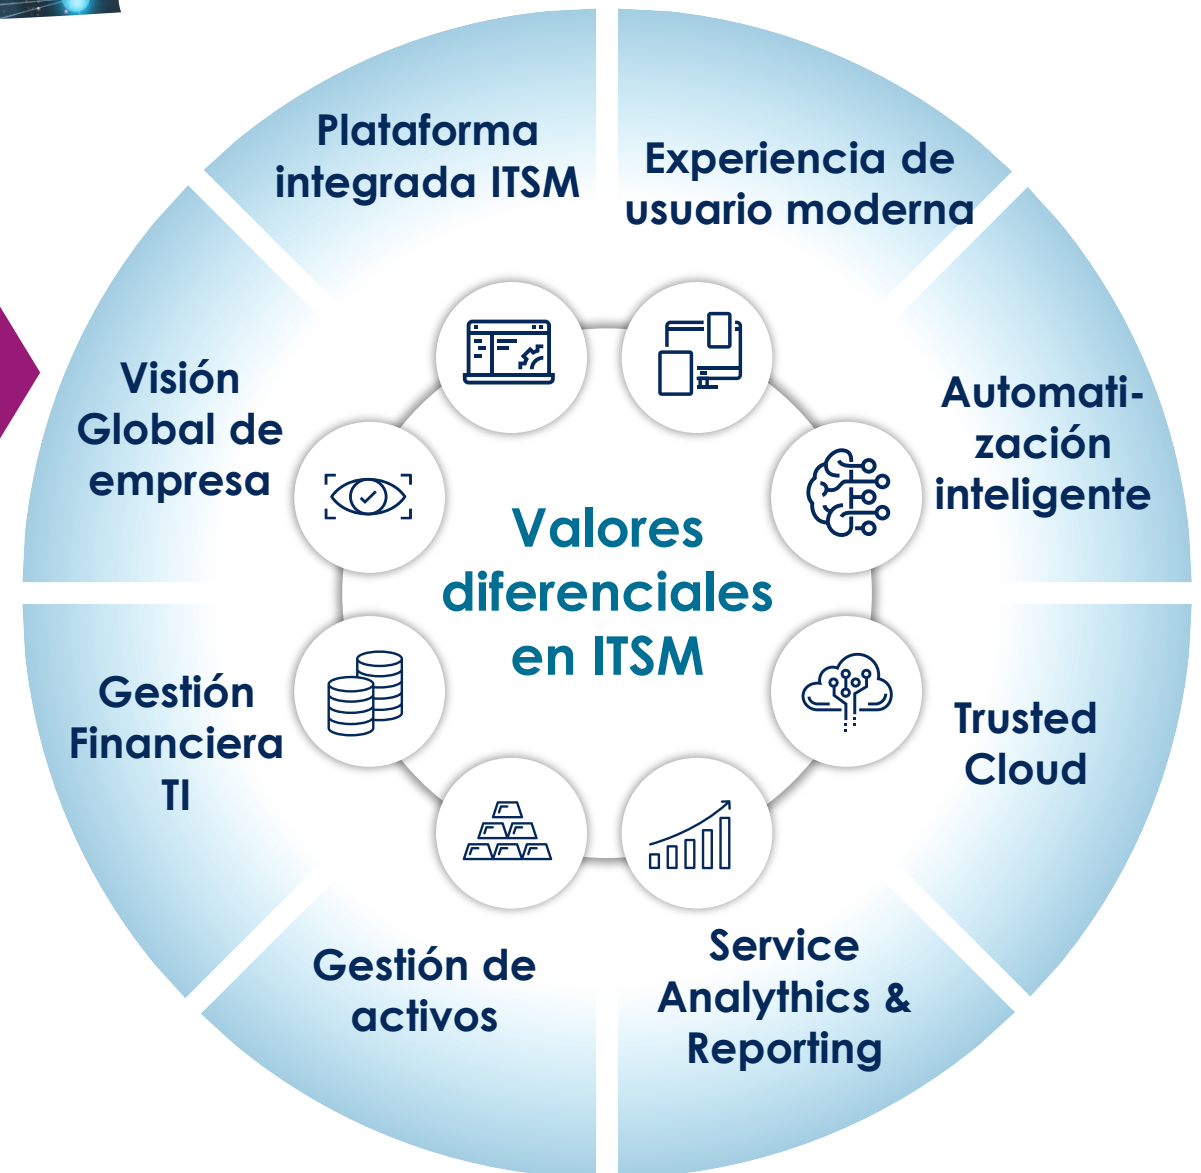 Plataforma
integrada ITSM
Experiencia de
usuario moderna
Visión
Global de
empresa
Automati-
zación
inteligente
Valores
diferenciales
en ITSM
Gestión
Financiera
TI
Trusted
Cloud
Gestión de
activos
Service
Analythics &
Reporting